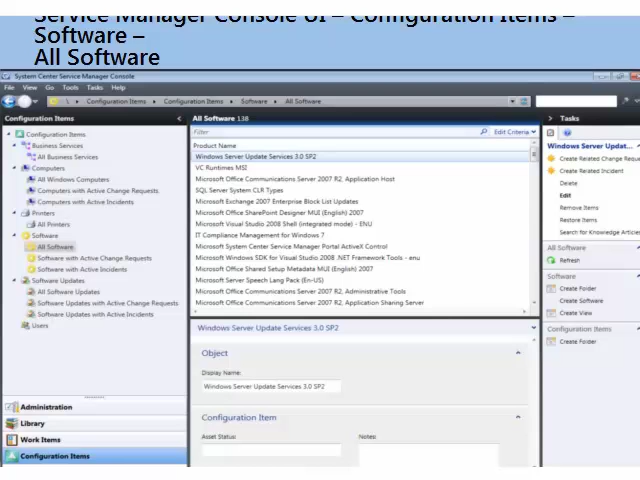 Service Manager Console UI – Configuration Items –
Software –
All Software
System Center Service Manager Console
File View Go Tools Tasks Help
\ Configuration Items Configuration Items Software All Software
Configuration Items
Configuration Items
Business Services
All Business Services
Computers
All Windows Computers
Computers with Active Change Requests
Computers with Active Incidents
Printers
All Printers
Software
All Software
Software with Active Change Requests
Software with Active Incidents
Software Updates
All Software Updates
Software Updates with Active Change Requests
Software Updates with Active Incidents
Users
Administration
Library
Work Items
Configuration Items
All Software 138
Filter
Edit Criteria
Product Name
Windows Server Update Services 3.0 SP2
VC Runtimes MSI
Microsoft Office Communications Server 2007 R2, Application Host
SQL Server System CLR Types
Microsoft Exchange 2007 Enterprise Block List Updates
Microsoft Office SharePoint Designer MUI (English) 2007
Microsoft Visual Studio 2008 Shell (integrated mode) - ENU
IT Compliance Management for Windows 7
Microsoft System Center Service Manager Portal ActiveX Control
Microsoft Windows SDK for Visual Studio 2008 .NET Framework Tools - enu
Microsoft Office Shared Setup Metadata MUI (English) 2007
Microsoft Server Speech Lang Pack (En-US)
Microsoft Office Communications Server 2007 R2, Administrative Tools
Microsoft Office Communications Server 2007 R2, Application Sharing Server
Windows Server Update Services 3.0 SP2
Object
Display Name:
Windows Server Update Services 3.0 SP2
Configuration Item
Asset Status:
Notes:
Tasks
Windows Server Updat...
Create Related Change Reque
Create Related Incident
Delete
Edit
Remove Items
Restore Items
Search for Knowledge Articles
All Software
Refresh
Software
Create Folder
Create Software
Create View
Configuration Items
Create Folder